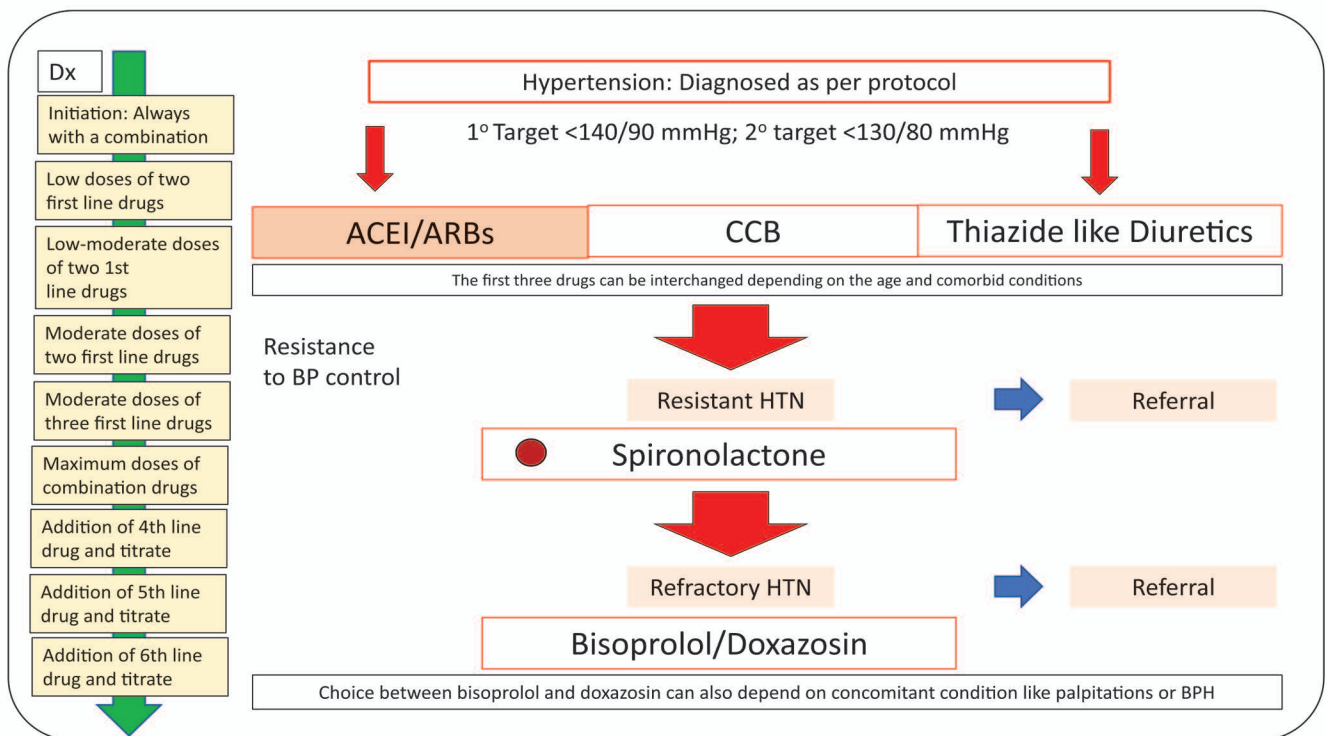 Dx
Initiation: Always
with a combination
Low doses of two
first line drugs
Low-moderate doses
of two 1st
line drugs
Moderate doses of
two first line drugs
Moderate doses of
three first line drugs
Maximum doses of
combination drugs
Addition of 4th line
drug and titrate
Addition of 5th line
drug and titrate
Addition of 6th line
drug and titrate
Hypertension: Diagnosed as per protocol
1º Target <140/90 mmHg; 2º target <130/80 mmHg
ACEI/ARBs
CCB
Thiazide like Diuretics
The first three drugs can be interchanged depending on the age and comorbid conditions
Resistance
to BP control
Resistant HTN
Referral
Spironolactone
Refractory HTN
Referral
Bisoprolol/Doxazosin
Choice between bisoprolol and doxazosin can also depend on concomitant condition like palpitations or BPH